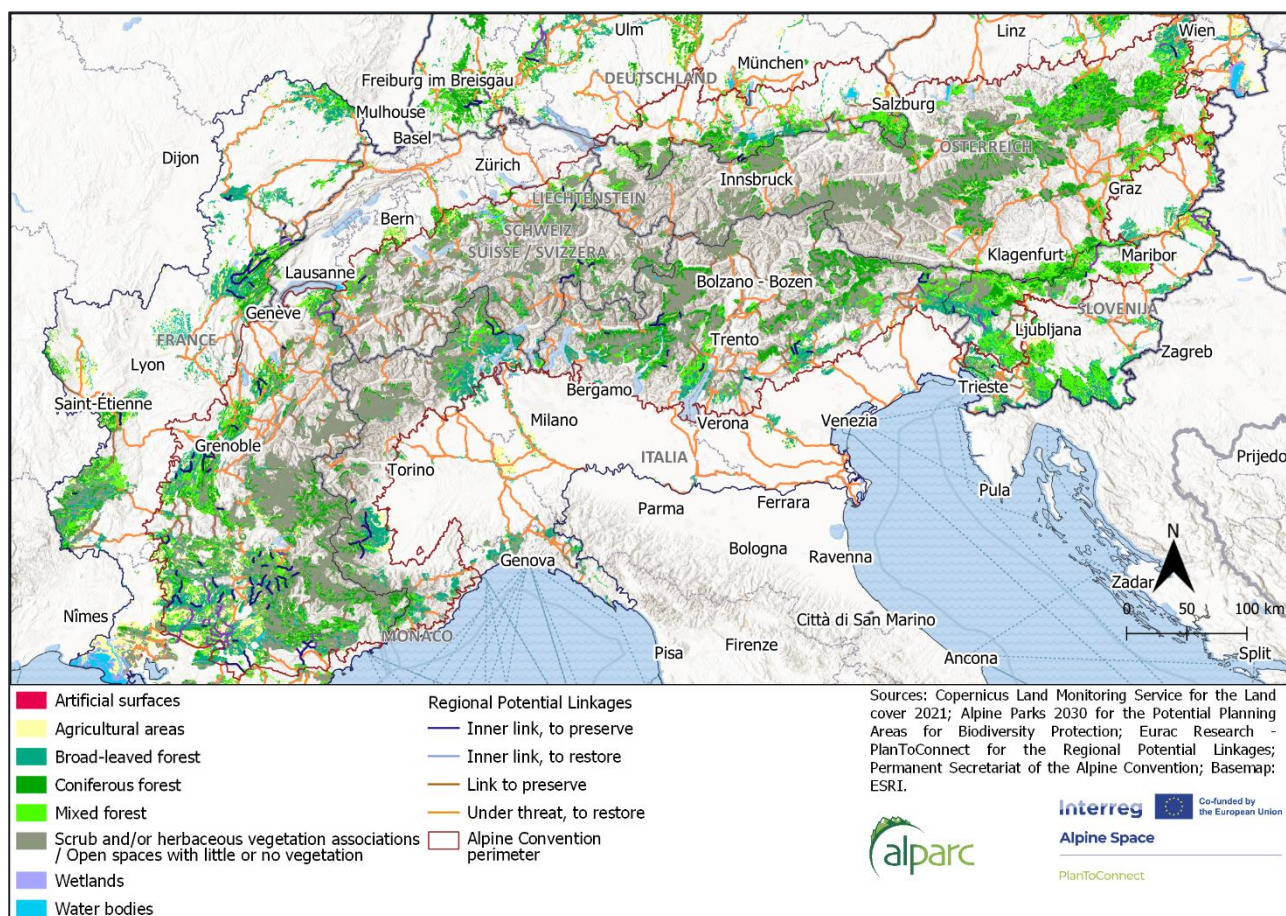 Ulm
Linz
Wien
Freiburg im Breisgau
DEUTSCHLAND
München
Mulhouse
Salzburg
Basel
Dijon
Zürich
ÖSTERREICH
Innsbruck
LIECHTENSTEIN
Graz
Bern
SCHWEIZ
SUISSE / SVIZZERA
Klagenfurt
Maribor
Lausanne
Bolzano - Bozen
Genève
SLOVENIJA
FRANCE
Ljubljana
Trento
Lyon
Zagreb
Bergamo
Trieste
Saint-Étienne
Milano
Verona
Venezia
Grenoble
ITALIA
Torino
Prijedo
Pula
Parma
Ferrara
Bologna
Genova
Ravenna
N
Zadar
Nîmes
0 50 100 km
MONACO
Città di San Marino
Firenze
Pisa
Ancona
Split
Artificial surfaces
Agricultural areas
Broad-leaved forest
Coniferous forest
Mixed forest
Scrub and/or herbaceous vegetation associations
/ Open spaces with little or no vegetation
Wetlands
Water bodies
Regional Potential Linkages
Inner link, to preserve
Inner link, to restore
Link to preserve
Under threat, to restore
Alpine Convention
perimeter
Sources: Copernicus Land Monitoring Service for the Land
cover 2021; Alpine Parks 2030 for the Potential Planning
Areas for Biodiversity Protection; Eurac Research -
PlanToConnect for the Regional Potential Linkages;
Permanent Secretariat of the Alpine Convention; Basemap:
ESRI.
alparc
Interreg
Co-funded by
the European Union
Alpine Space
PlanToConnect